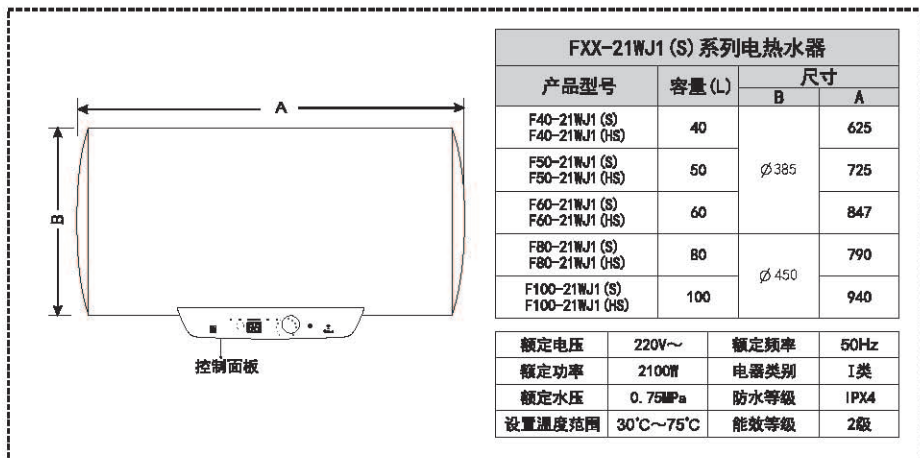 A
B
控制面板
FXX-21WJ1(S)系列电热水器
产品型号 容量(L) 尺寸
B A
F40-21WJ1(S)
F40-21WJ1(HS)
40 625
F50-21WJ1(S)
F50-21WJ1(HS)
50 Ø385 725
F60-21WJ1(S)
F60-21WJ1(HS)
60 847
F80-21WJ1(S)
F80-21WJ1(HS)
80 790
Ø450
F100-21WJ1(S)
F100-21WJ1(HS)
100 940
额定电压 220V~ 额定频率 50Hz
额定功率 2100W 电器类别 I类
额定水压 0.75MPa 防水等级 IPX4
设置温度范围 30℃~75℃ 能效等级 2级